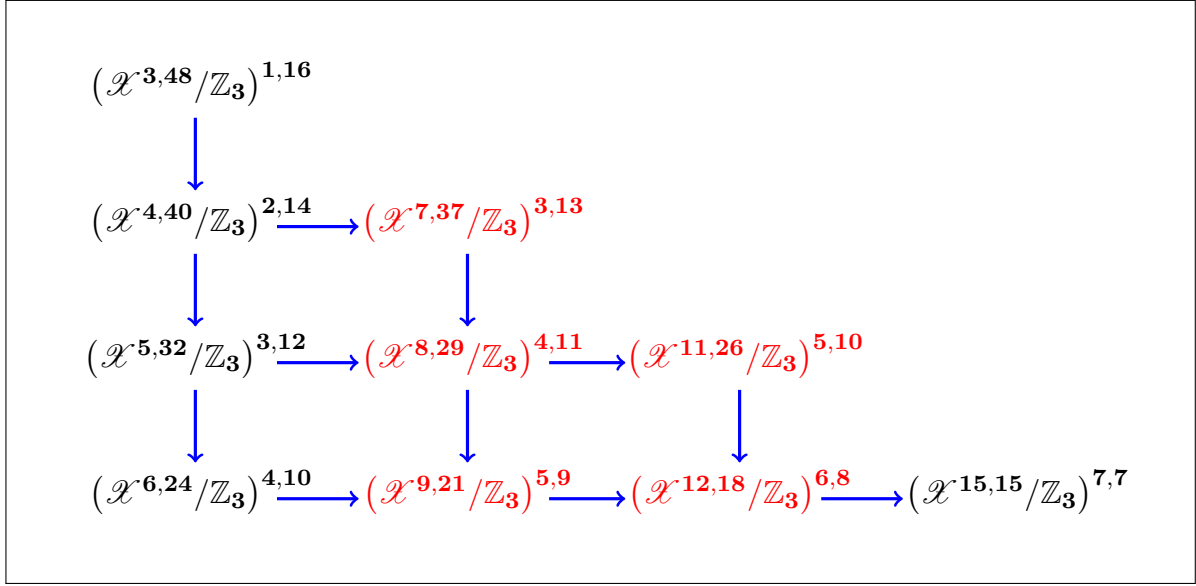 (𝒳^{3,48}/ℤ_3)^{1,16}
(𝒳^{4,40}/ℤ_3)^{2,14} (𝒳^{7,37}/ℤ_3)^{3,13}
(𝒳^{5,32}/ℤ_3)^{3,12} (𝒳^{8,29}/ℤ_3)^{4,11} (𝒳^{11,26}/ℤ_3)^{5,10}
(𝒳^{6,24}/ℤ_3)^{4,10} (𝒳^{9,21}/ℤ_3)^{5,9} (𝒳^{12,18}/ℤ_3)^{6,8} (𝒳^{15,15}/ℤ_3)^{7,7}